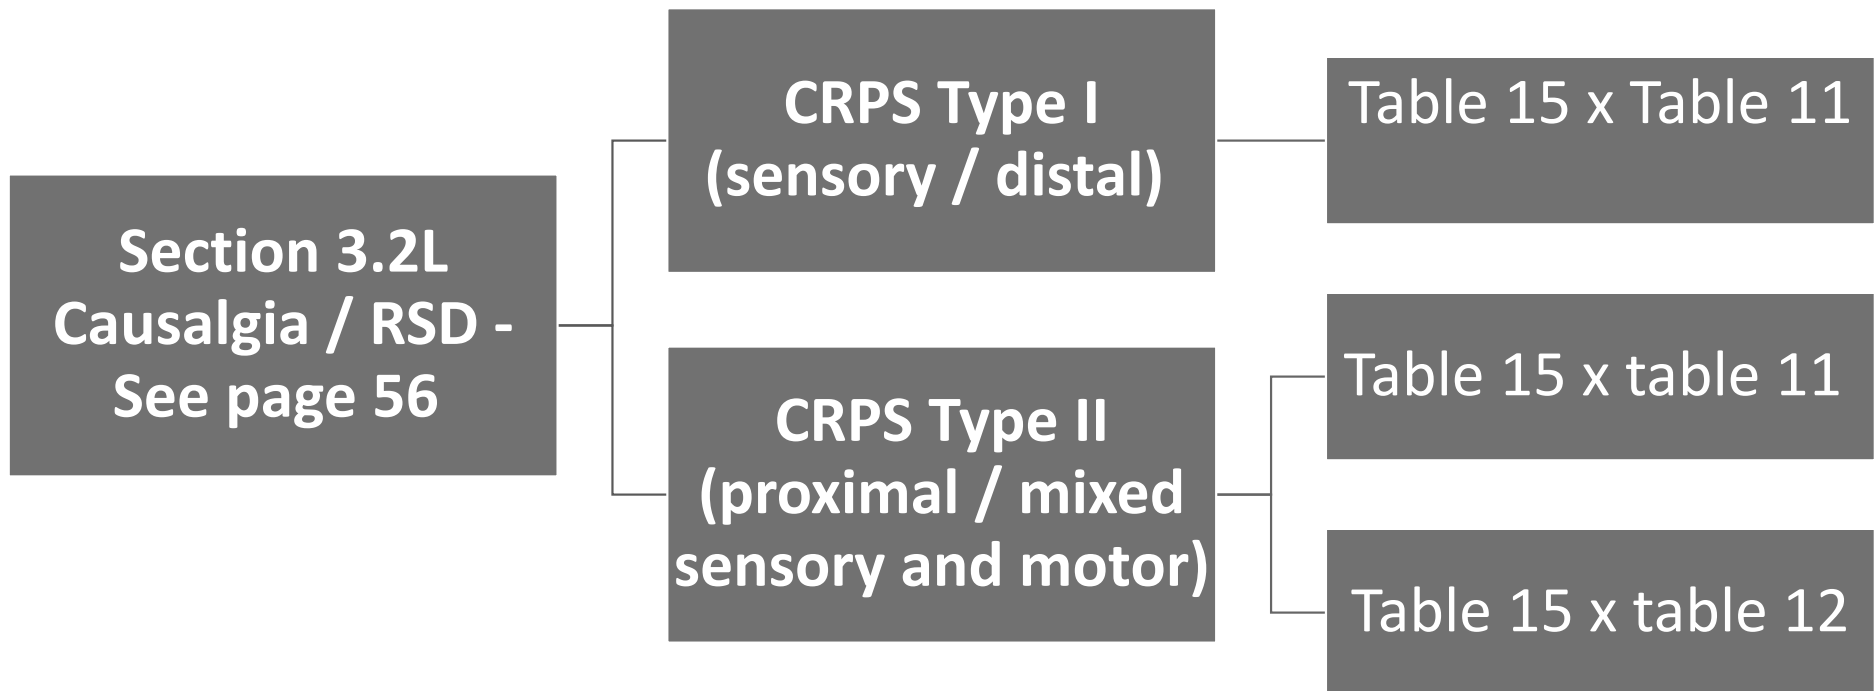 Section 3.2L
Causalgia / RSD -
See page 56
CRPS Type I
(sensory / distal)
Table 15 x Table 11
CRPS Type II
(proximal / mixed
sensory and motor)
Table 15 x table 11
Table 15 x table 12